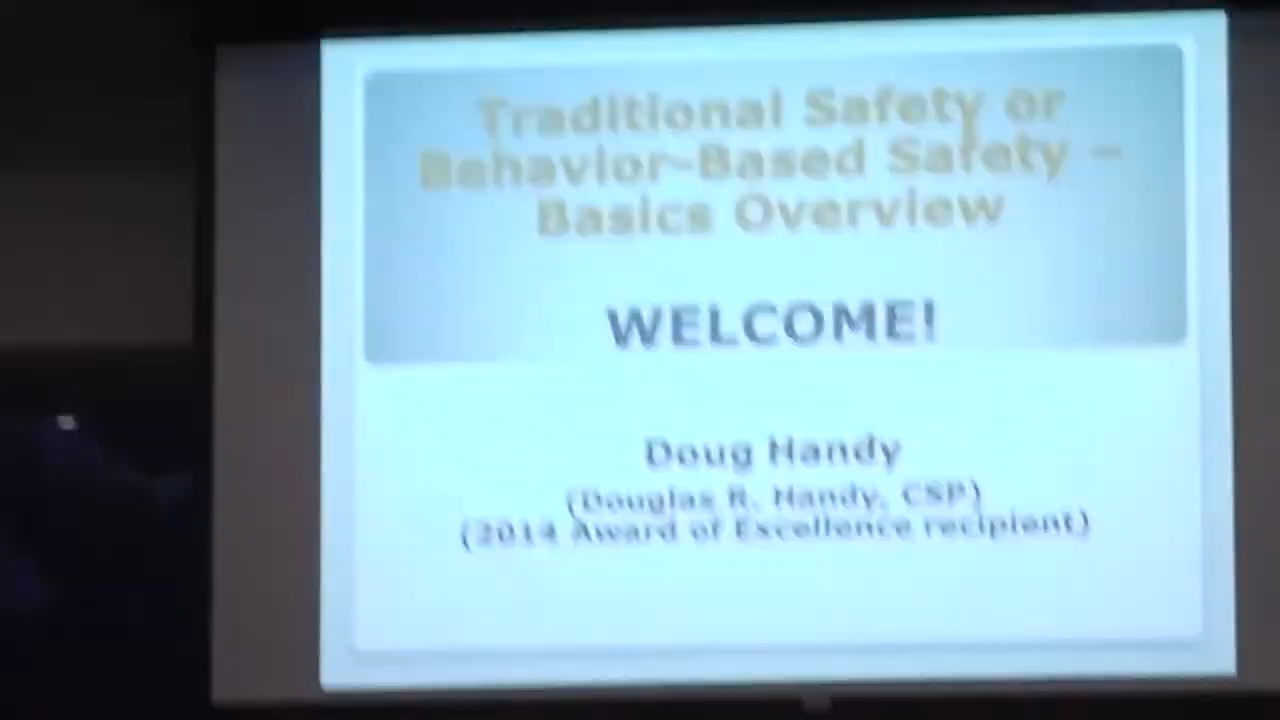 Traditional Safety or
Behavior-Based Safety –
Basics Overview
WELCOME!
Doug Handy
(Douglas R. Handy, CSP)
(2014 Award of Excellence recipient)